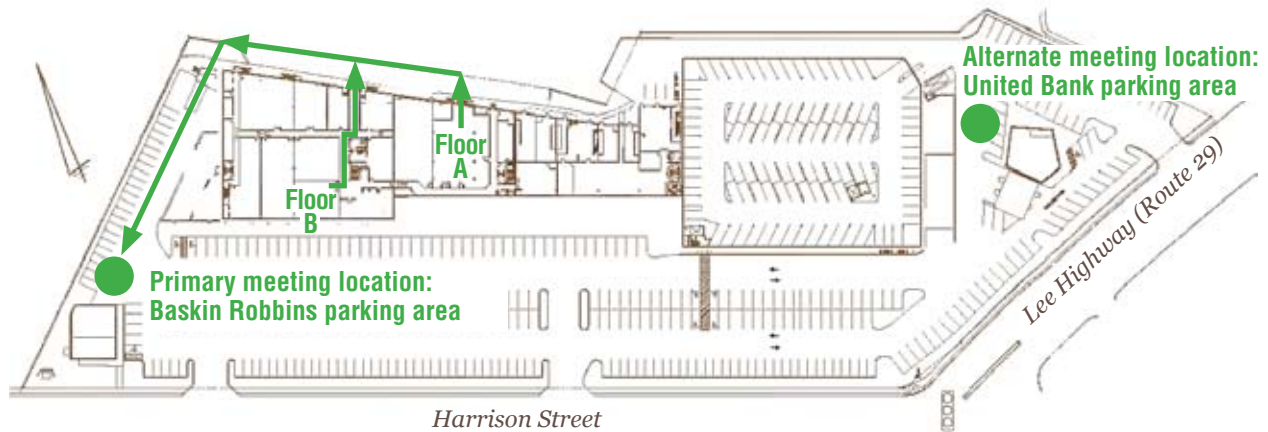 Alternate meeting location:
United Bank parking area
Floor
A
Floor
B
Lee Highway (Route 29)
Primary meeting location:
Baskin Robbins parking area
Harrison Street